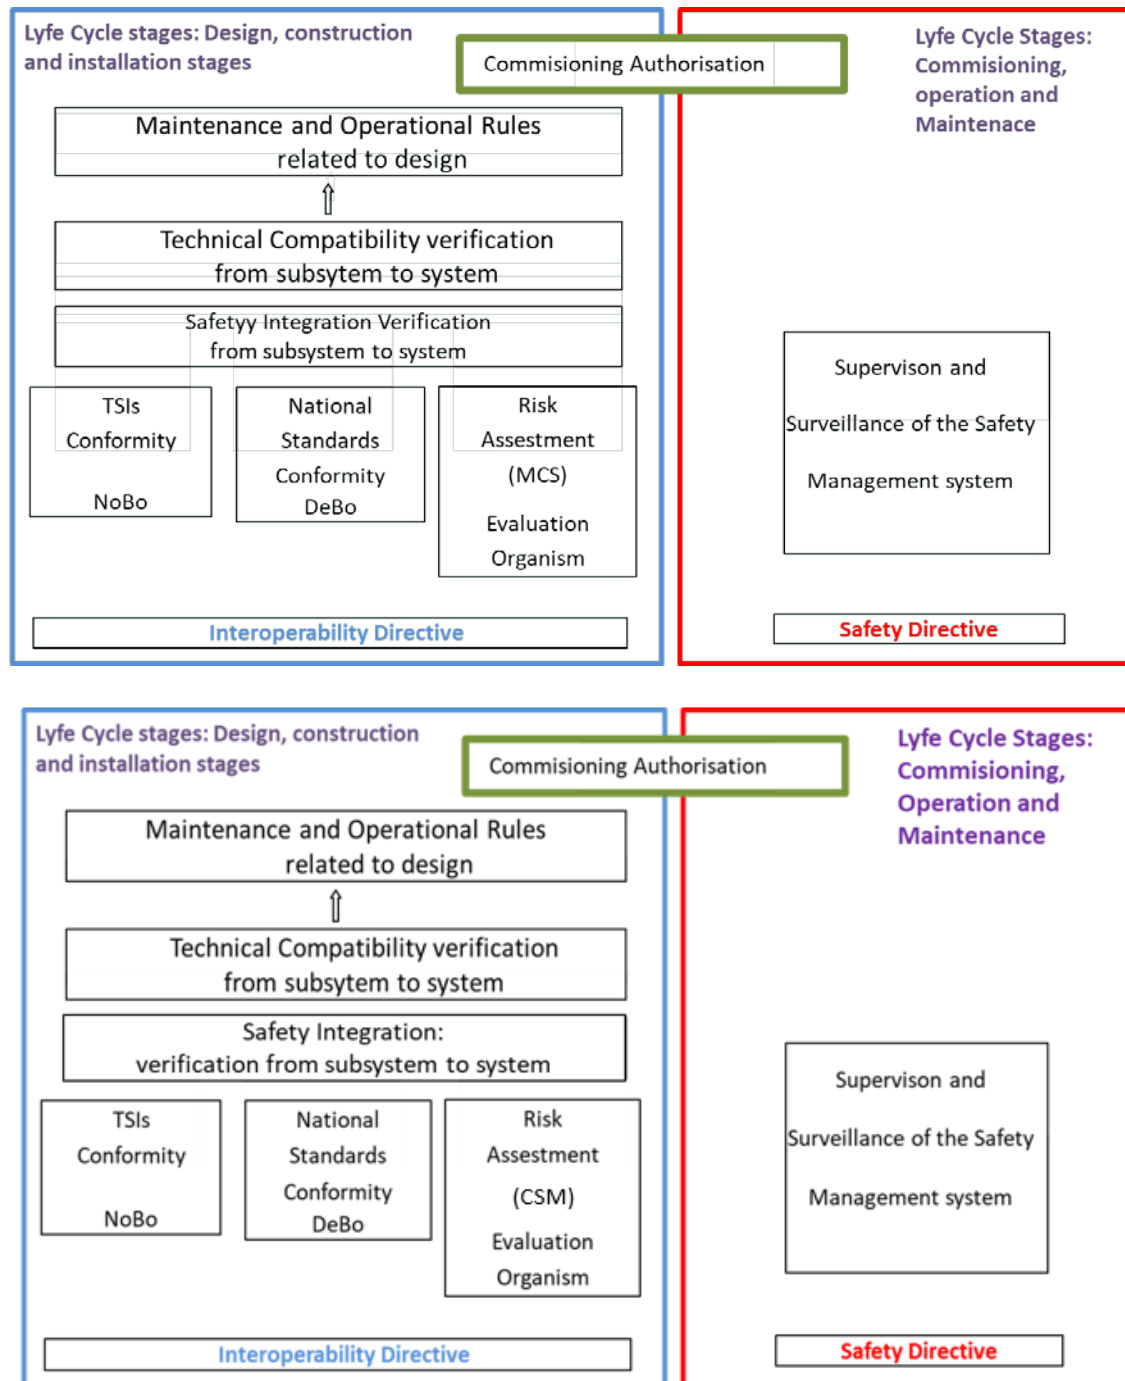 Lyfe Cycle stages: Design, construction
and installation stages
Commisioning Authorisation
Lyfe Cycle Stages:
Commisioning,
operation and
Maintenace
Maintenance and Operational Rules
related to design
Technical Compatibility verification
from subsytem to system
Safetyy Integration Verification
from subsystem to system
TSIs
Conformity
NoBo
National
Standards
Conformity
DeBo
Risk
Assestment
(MCS)
Evaluation
Organism
Supervison and
Surveillance of the Safety
Management system
Interoperability Directive
Safety Directive
Lyfe Cycle stages: Design, construction
and installation stages
Commisioning Authorisation
Lyfe Cycle Stages:
Commisioning,
Operation and
Maintenance
Maintenance and Operational Rules
related to design
Technical Compatibility verification
from subsytem to system
Safety Integration:
verification from subsystem to system
TSIs
Conformity
NoBo
National
Standards
Conformity
DeBo
Risk
Assestment
(CSM)
Evaluation
Organism
Supervison and
Surveillance of the Safety
Management system
Interoperability Directive
Safety Directive